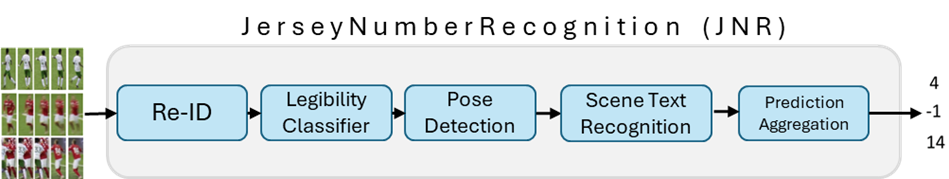 JerseyNumberRecognition (JNR)
Re-ID
Legibility
Classifier
Pose
Detection
Scene Text
Recognition
Prediction
Aggregation
4
-1
14